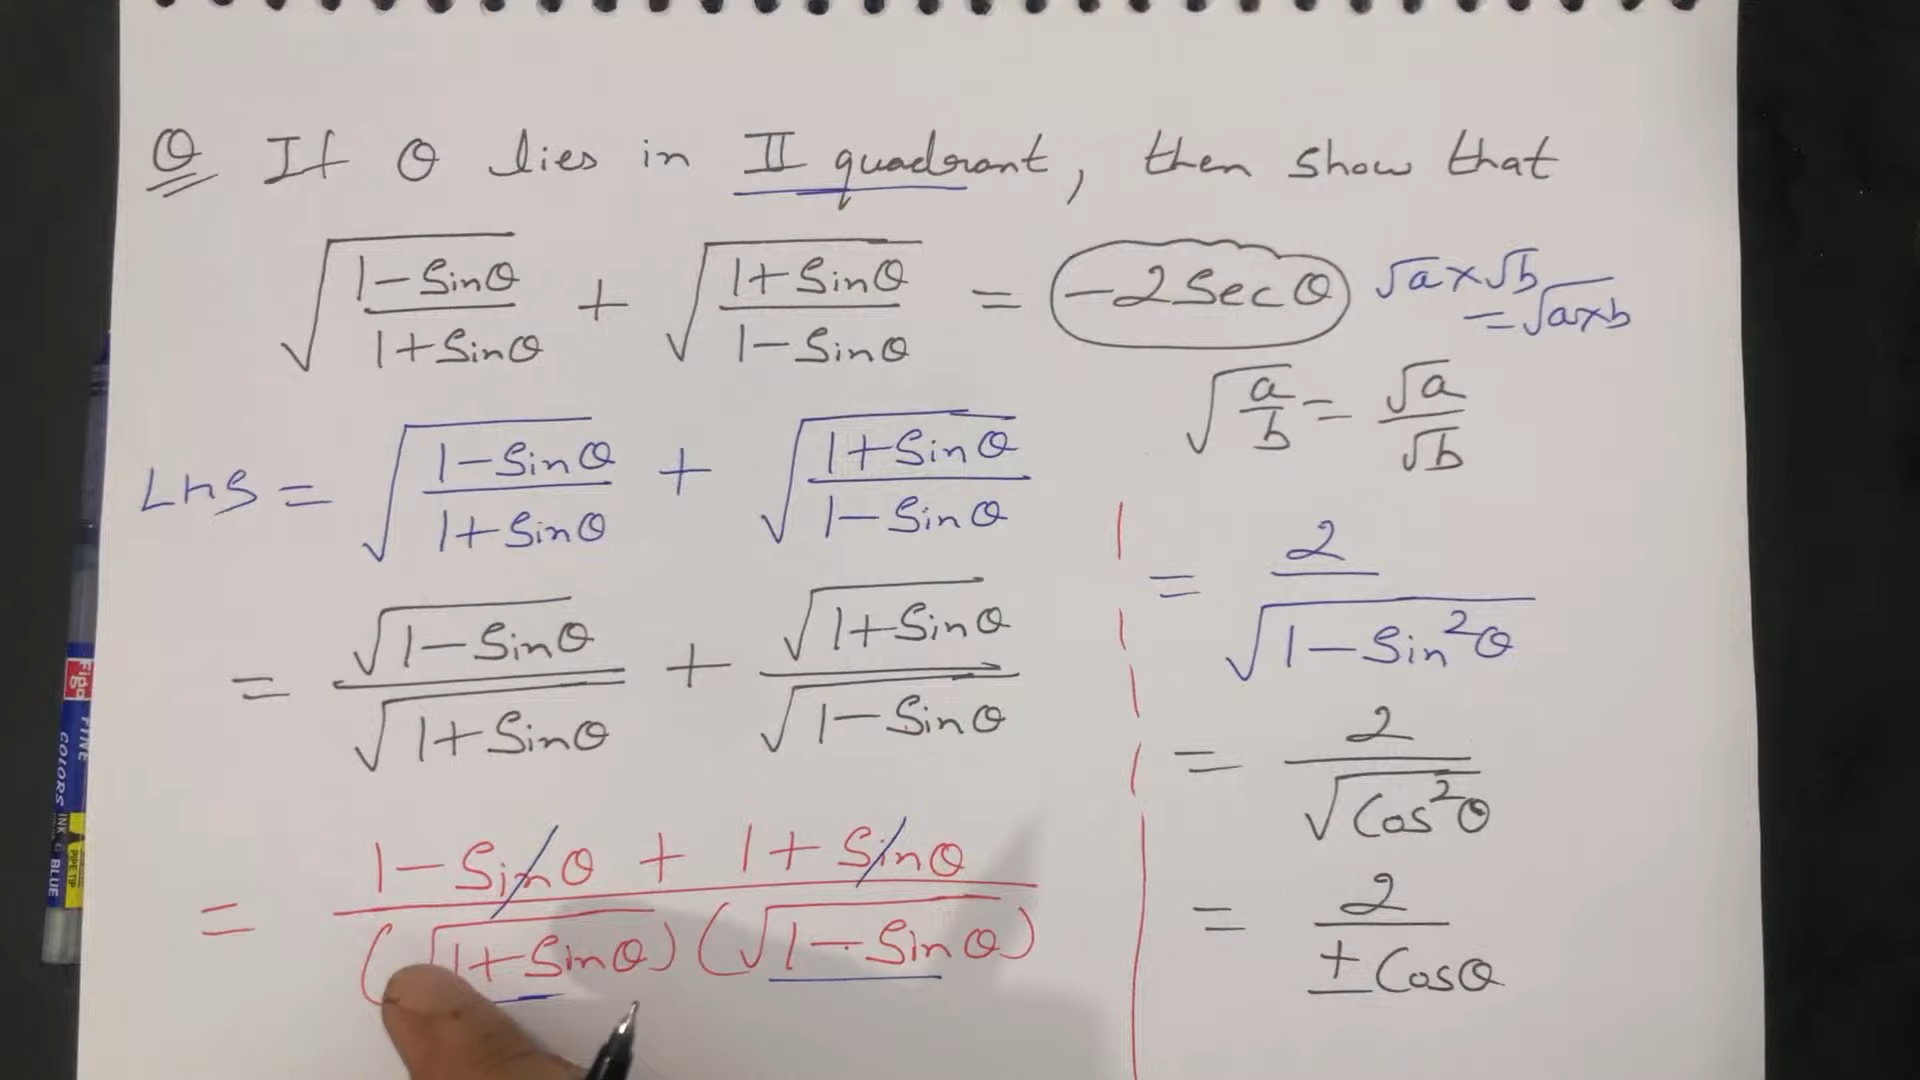 Q If θ lies in II quadrant, then show that
√((1-Sinθ)/(1+Sinθ)) + √((1+Sinθ)/(1-Sinθ)) = -2Secθ
√a×√b
=√a×b
√(a/b) = √a/√b
LHS = √((1-Sinθ)/(1+Sinθ)) + √((1+Sinθ)/(1-Sinθ))
= √(1-Sinθ)/√(1+Sinθ) + √(1+Sinθ)/√(1-Sinθ)
= (1-Sinθ + 1+Sinθ)/((√(1+Sinθ))(√(1-Sinθ)))
= 2/√(1-Sin²θ)
= 2/√(Cos²θ)
= 2/(±Cosθ)
FINE
COLORS INK
BLUE